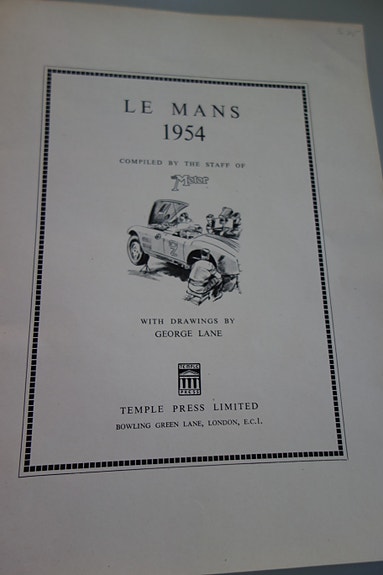 LE MANS
1954
COMPILED BY THE STAFF OF
The Motor
WITH DRAWINGS BY
GEORGE LANE
TEMPLE
PRESS
TEMPLE PRESS LIMITED
BOWLING GREEN LANE, LONDON, E.C.1.